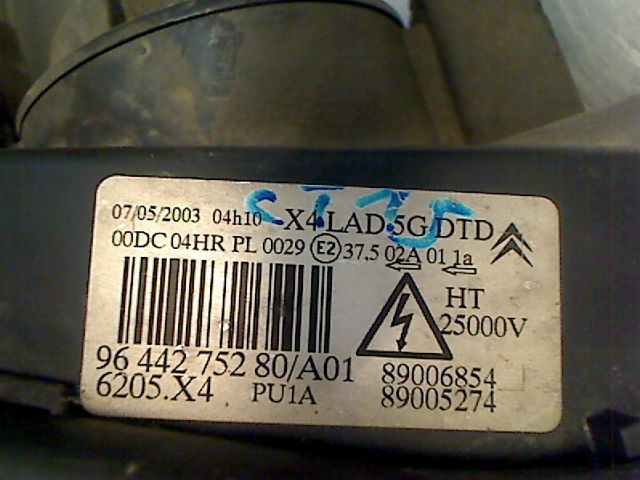 07/05/2003 04h10 X4 LAD 5G DTD
00DC 04HR PL 0029 E2 37.5 02A 01 1a
HT
25000V
96 442 752 80/A01
89006854
6205.X4 PU1A
89005274